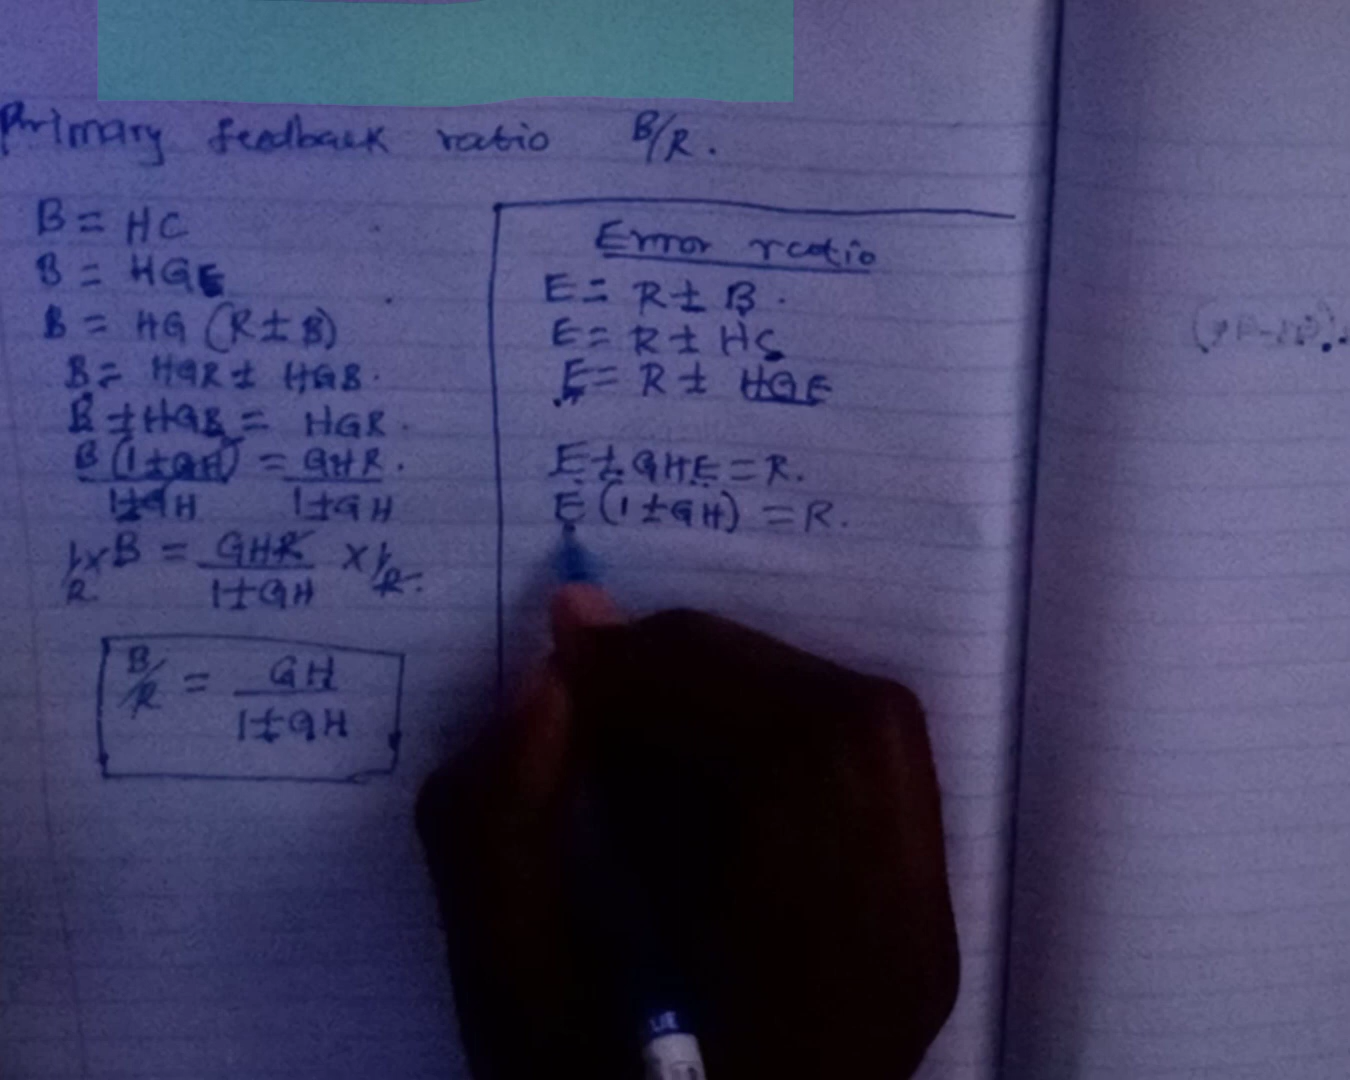 Primary feedback ratio B/R.
B = HC
B = HGE
B = HG (R ± B)
B = HGR ± HGB.
B ± HGB = HGR.
B (1±GH) = GHR.
1±GH 1±GH
1/R × B = GHR × 1/R.
1±GH
B/R = GH
1±GH
Error ratio
E = R ± B.
E = R ± HC
E = R ± HGE
E ± GHE = R.
E (1 ± GH) = R.
UE